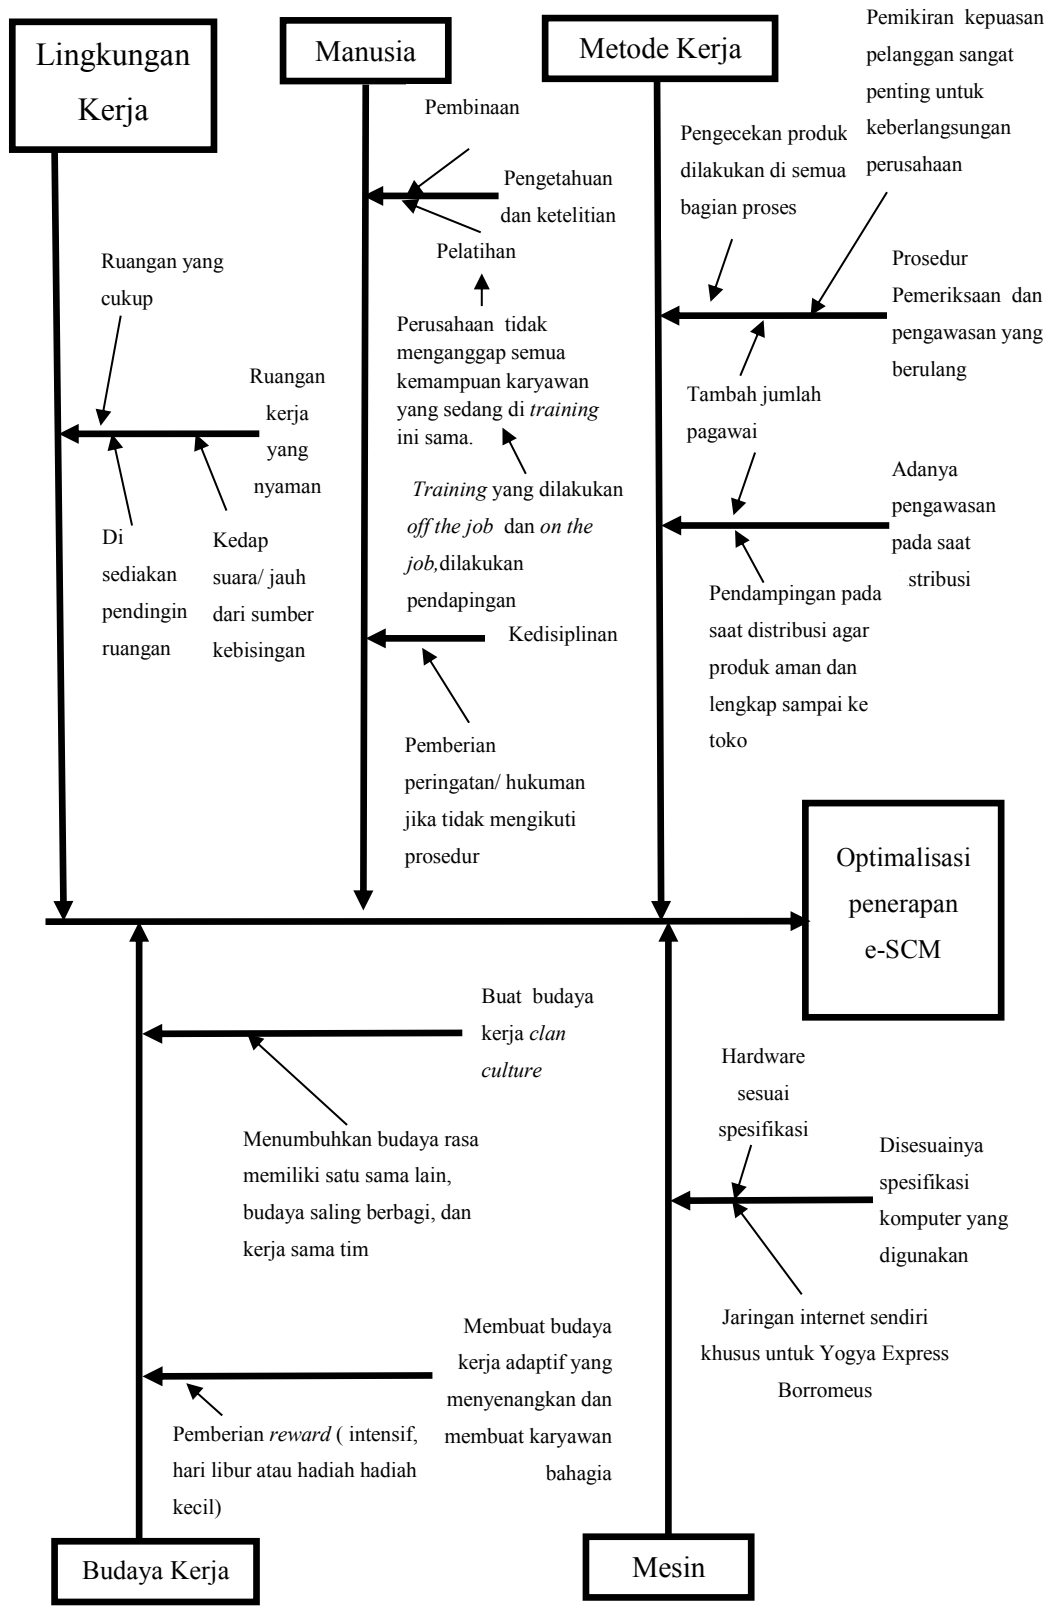 Lingkungan
Kerja
Manusia
Metode Kerja
Pemikiran kepuasan
pelanggan sangat
penting untuk
keberlangsungan
perusahaan
Pembinaan
Pengetahuan
dan ketelitian
Pelatihan
Pengecekan produk
dilakukan di semua
bagian proses
Prosedur
Pemeriksaan dan
pengawasan yang
berulang
Ruangan yang
cukup
Ruangan
kerja
yang
nyaman
Di
sediakan
pendingin
ruangan
Kedap
suara/ jauh
dari sumber
kebisingan
Perusahaan tidak
menganggap semua
kemampuan karyawan
yang sedang di training
ini sama.
Training yang dilakukan
off the job dan on the
job,dilakukan
pendapingan
Kedisiplinan
Pemberian
peringatan/ hukuman
jika tidak mengikuti
prosedur
Tambah jumlah
pagawai
Adanya
pengawasan
pada saat
stribusi
Pendampingan pada
saat distribusi agar
produk aman dan
lengkap sampai ke
toko
Optimalisasi
penerapan
e-SCM
Buat budaya
kerja clan
culture
Menumbuhkan budaya rasa
memiliki satu sama lain,
budaya saling berbagi, dan
kerja sama tim
Hardware
sesuai
spesifikasi
Disesuainya
spesifikasi
komputer yang
digunakan
Jaringan internet sendiri
khusus untuk Yogya Express
Borromeus
Membuat budaya
kerja adaptif yang
menyenangkan dan
membuat karyawan
bahagia
Pemberian reward ( intensif,
hari libur atau hadiah hadiah
kecil)
Budaya Kerja
Mesin